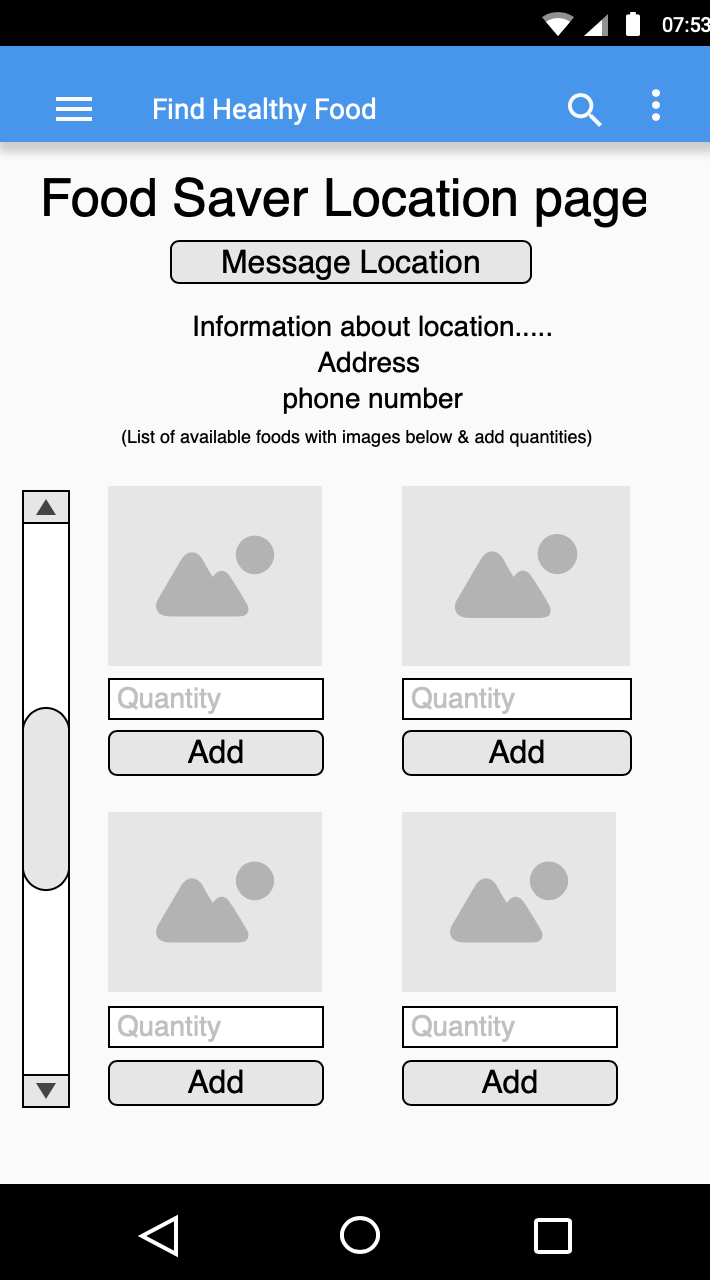 07:53
Find Healthy Food
Food Saver Location page
Message Location
Information about location.....
Address
phone number
(List of available foods with images below & add quantities)
Quantity Quantity
Add Add
Quantity Quantity
Add Add